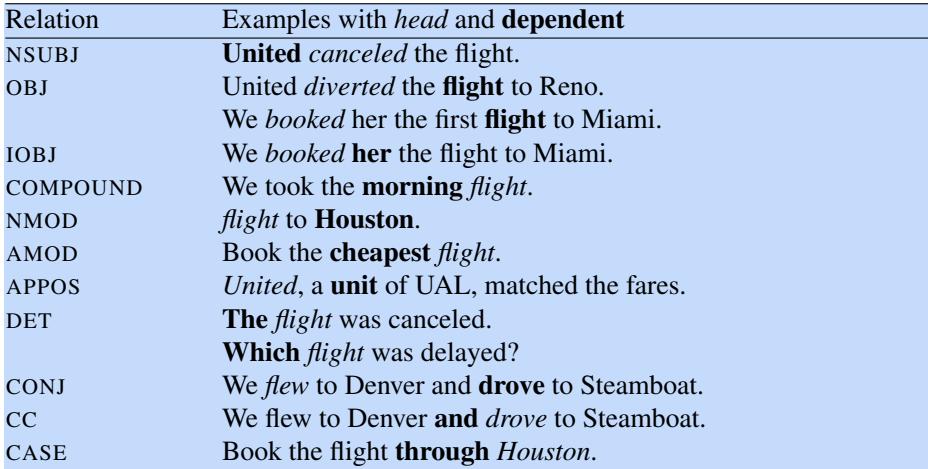 Relation Examples with head and dependent
NSUBJ United canceled the flight.
OBJ United diverted the flight to Reno.
We booked her the first flight to Miami.
IOBJ We booked her the flight to Miami.
COMPOUND We took the morning flight.
NMOD flight to Houston.
AMOD Book the cheapest flight.
APPOS United, a unit of UAL, matched the fares.
DET The flight was canceled.
Which flight was delayed?
CONJ We flew to Denver and drove to Steamboat.
CC We flew to Denver and drove to Steamboat.
CASE Book the flight through Houston.